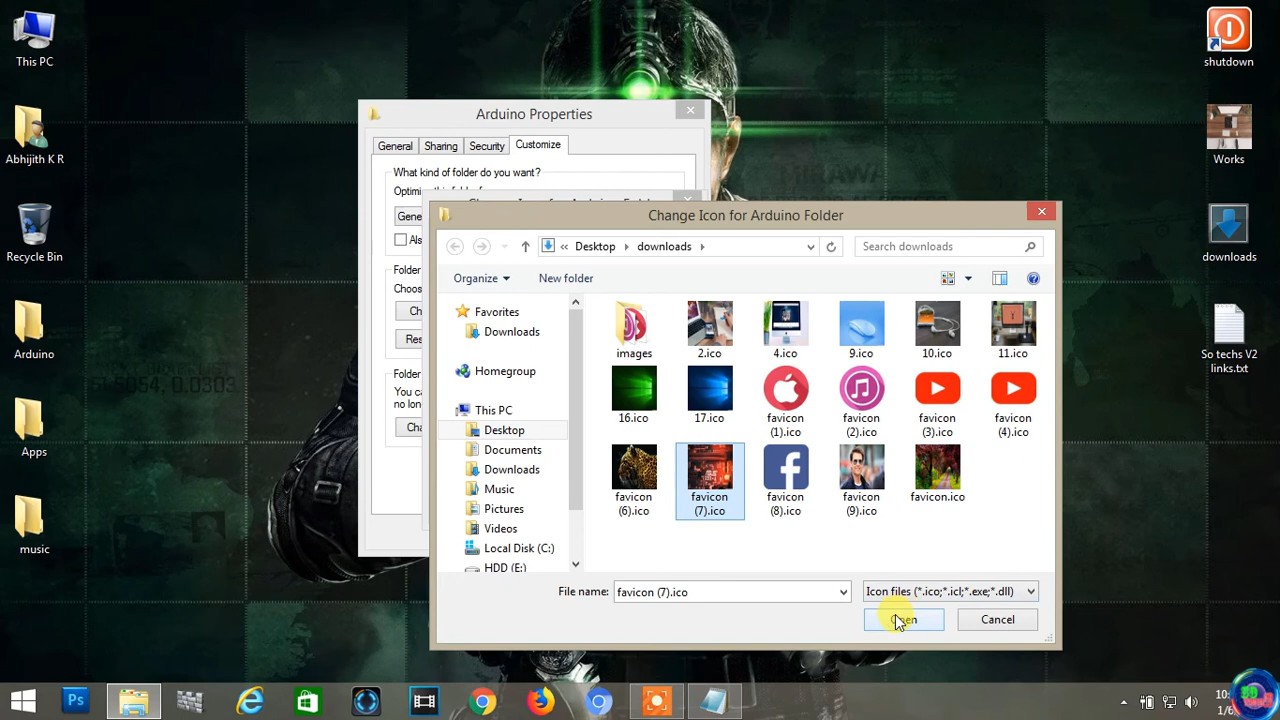 This PC
Abhijith K R
Recycle Bin
Arduino
music
shutdown
Works
downloads
So techs V2
links.txt
Arduino Properties
General
Sharing
Security
Customize
What kind of folder do you want?
Change Icon for Arduino Folder
Desktop
downloads
Search downloads
Organize
New folder
Favorites
Downloads
Homegroup
This PC
Desktop
Documents
Downloads
Music
Pictures
Videos
Local Disk (C:)
HDD (E:)
images
2.ico
4.ico
9.ico
10.ico
11.ico
16.ico
17.ico
favicon
(1).ico
favicon
(2).ico
favicon
(3).ico
favicon
(4).ico
favicon
(6).ico
favicon
(7).ico
favicon
(8).ico
favicon
(9).ico
favicon.ico
File name:
favicon (7).ico
Icon files (*.ico;*.icl;*.exe;*.dll)
Open
Cancel
Ps